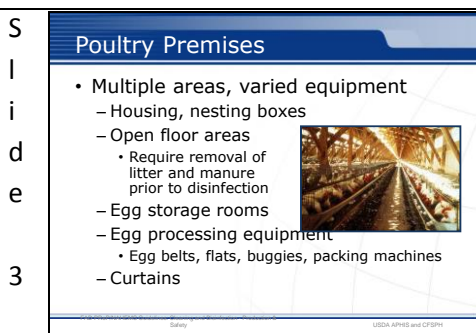 Slide 3
Poultry Premises
• Multiple areas, varied equipment
– Housing, nesting boxes
– Open floor areas
• Require removal of
litter and manure
prior to disinfection
– Egg storage rooms
– Egg processing equipment
• Egg belts, flats, buggies, packing machines
– Curtains
Safety
USDA APHIS and CFSPH